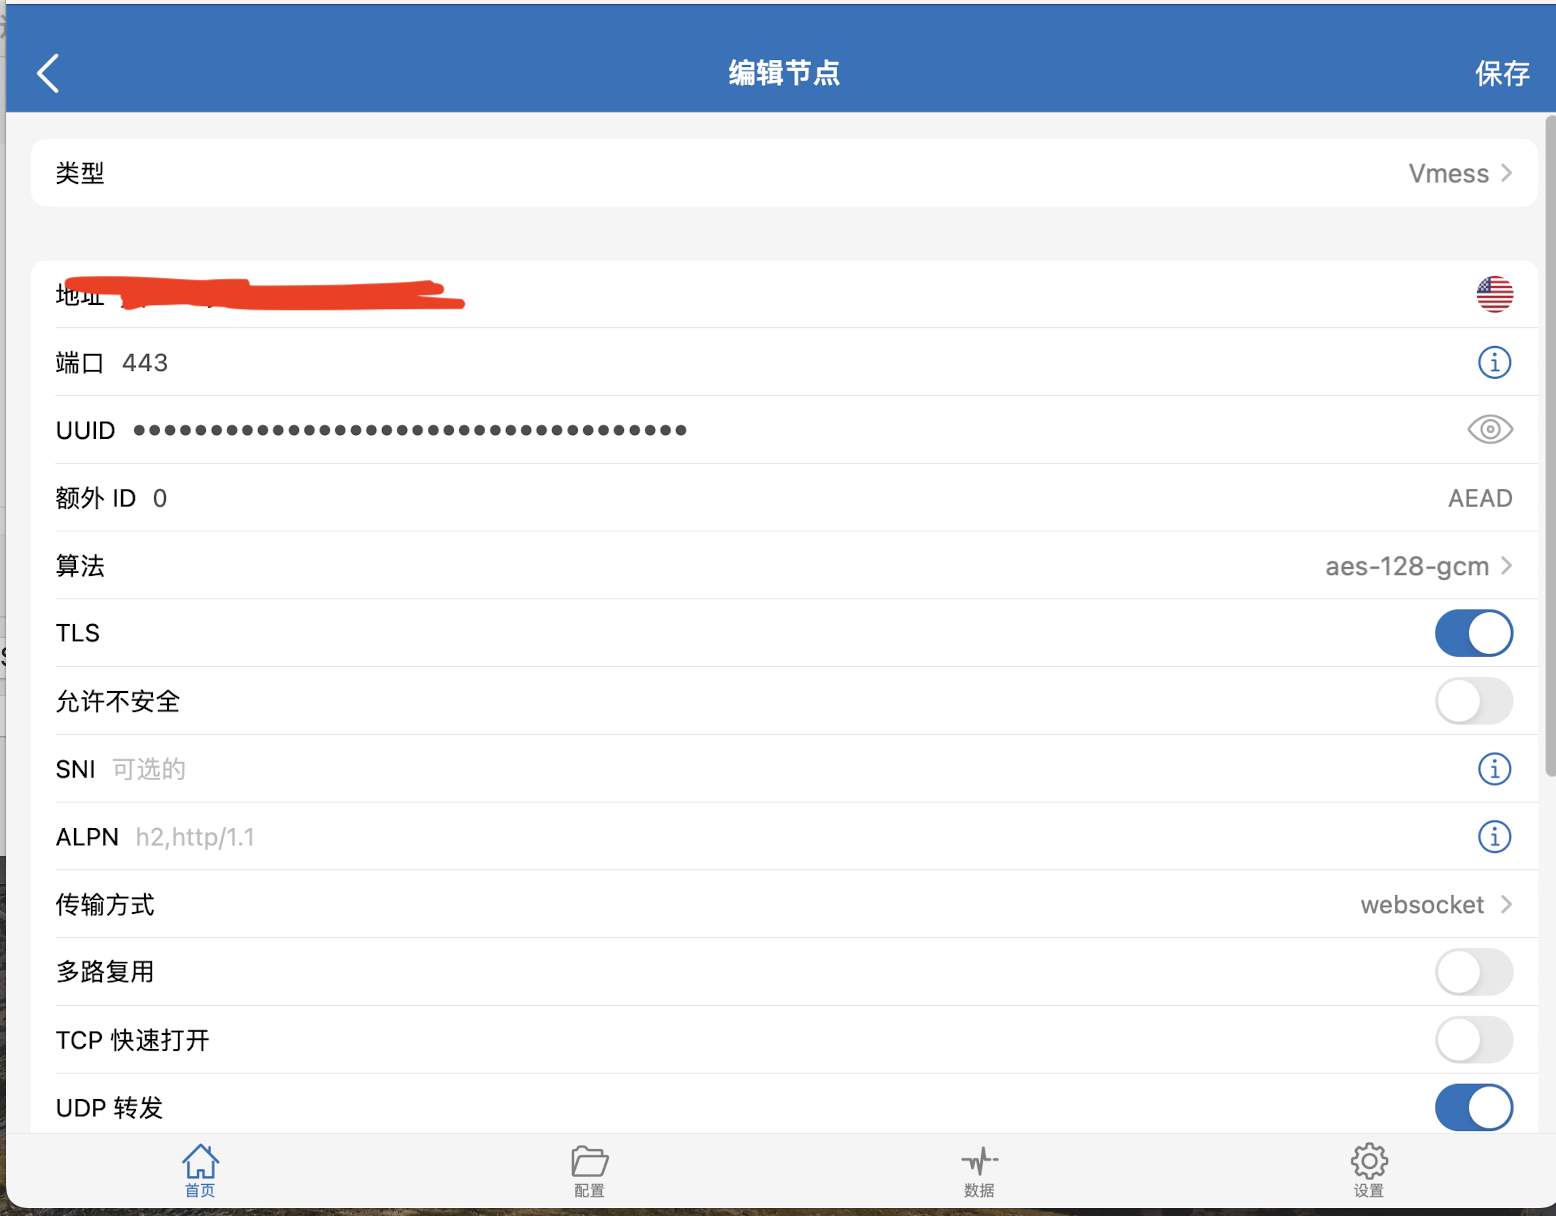 编辑节点
保存
类型 Vmess
地址
端口 443
UUID ••••••••••••••••••••••••••••••••••••
额外 ID 0 AEAD
算法 aes-128-gcm
TLS
允许不安全
SNI 可选的
ALPN h2,http/1.1
传输方式 websocket
多路复用
TCP 快速打开
UDP 转发
首页 配置 数据 设置